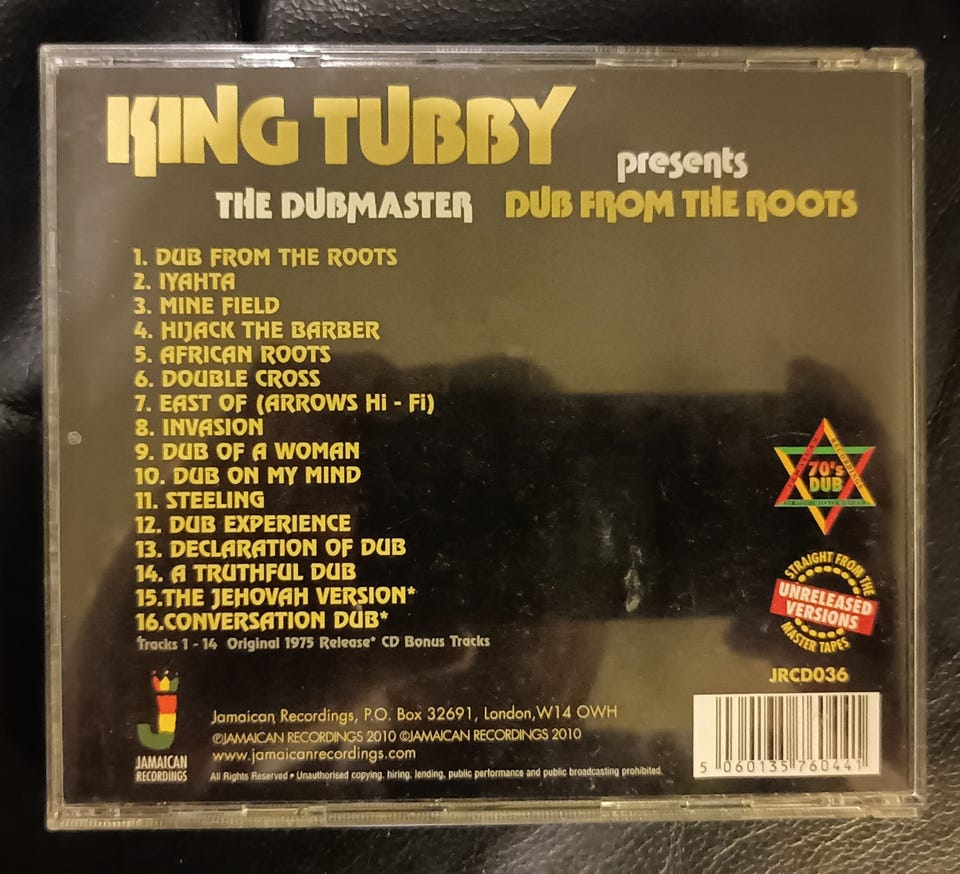 KING TUBBY
presents
THE DUBMASTER DUB FROM THE ROOTS
1. DUB FROM THE ROOTS
2. IYAHTA
3. MINE FIELD
4. HIJACK THE BARBER
5. AFRICAN ROOTS
6. DOUBLE CROSS
7. EAST OF (ARROWS Hi - Fi)
8. INVASION
9. DUB OF A WOMAN
10. DUB ON MY MIND
11. STEELING
12. DUB EXPERIENCE
13. DECLARATION OF DUB
14. A TRUTHFUL DUB
15.THE JEHOVAH VERSION*
16.CONVERSATION DUB*
Tracks 1 - 14 Original 1975 Release* CD Bonus Tracks
70's
DUB
STRAIGHT FROM THE
UNRELEASED
VERSIONS
MASTER TAPES
JRCD036
JAMAICAN
RECORDINGS
Jamaican Recordings, P.O. Box 32691, London,W14 OWH
©JAMAICAN RECORDINGS 2010 ©JAMAICAN RECORDINGS 2010
www.jamaicanrecordings.com
All Rights Reserved • Unauthorised copying, hiring, lending, public performance and public broadcasting prohibited.
5 060135 760441